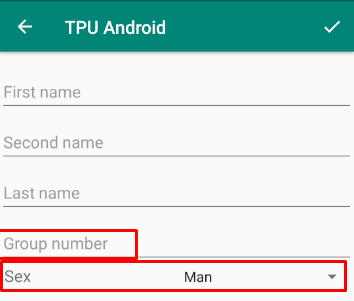 TPU Android
First name
Second name
Last name
Group number
Sex Man